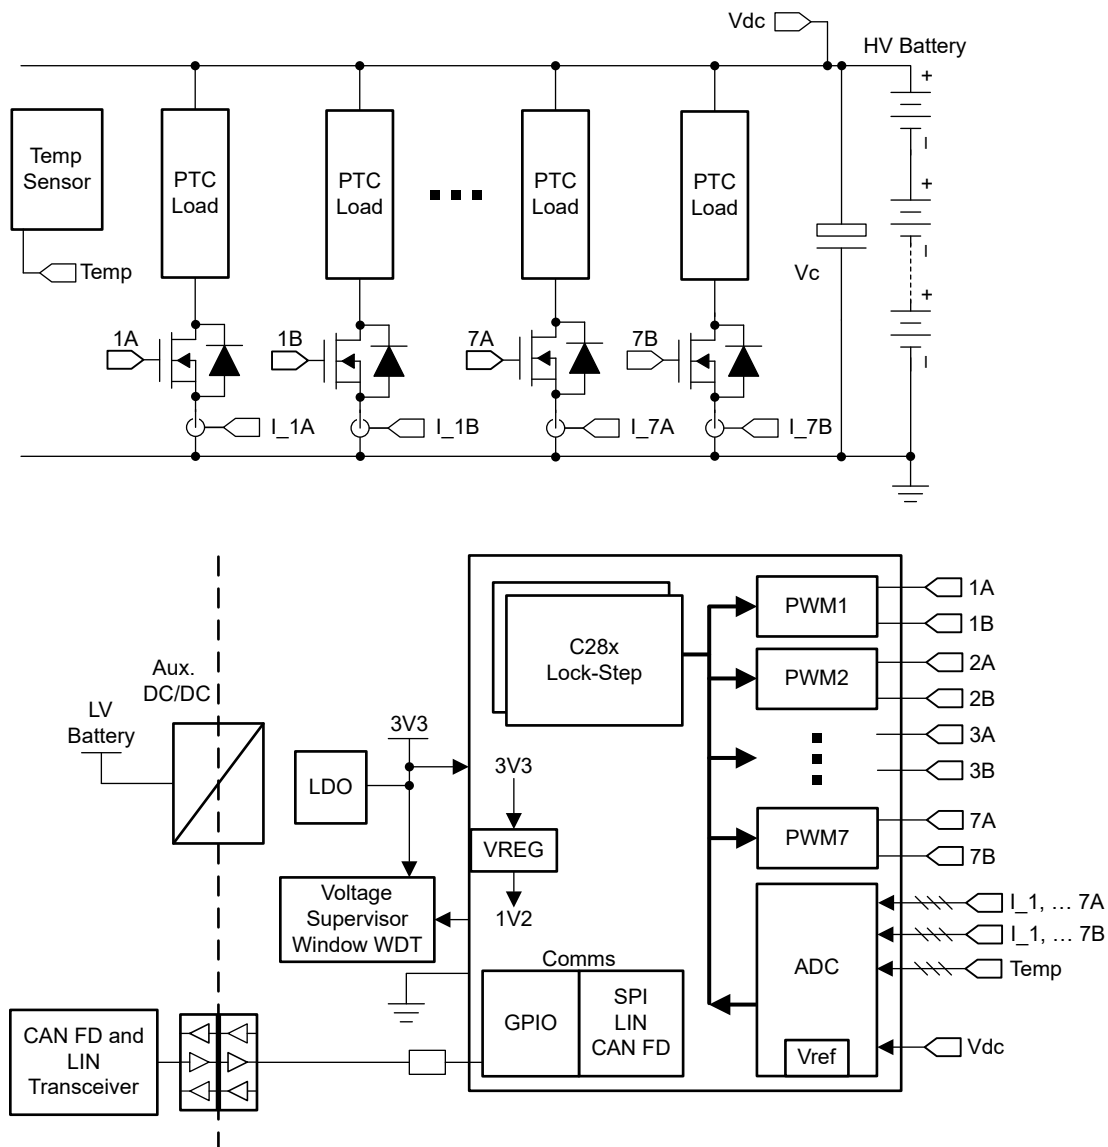 Vdc
HV Battery
+
Temp
Sensor
PTC
Load
PTC
Load
PTC
Load
PTC
Load
+
Vc
Temp
+
1A
1B
7A
7B
I_1A
I_1B
I_7A
I_7B
C28x
Lock-Step
PWM1
1A
1B
PWM2
2A
2B
3A
3B
PWM7
7A
7B
Aux.
DC/DC
LV
Battery
3V3
LDO
3V3
VREG
1V2
Voltage
Supervisor
Window WDT
ADC
I_1, … 7A
I_1, … 7B
Temp
Vref
Vdc
Comms
GPIO
SPI
LIN
CAN FD
CAN FD and
LIN
Transceiver